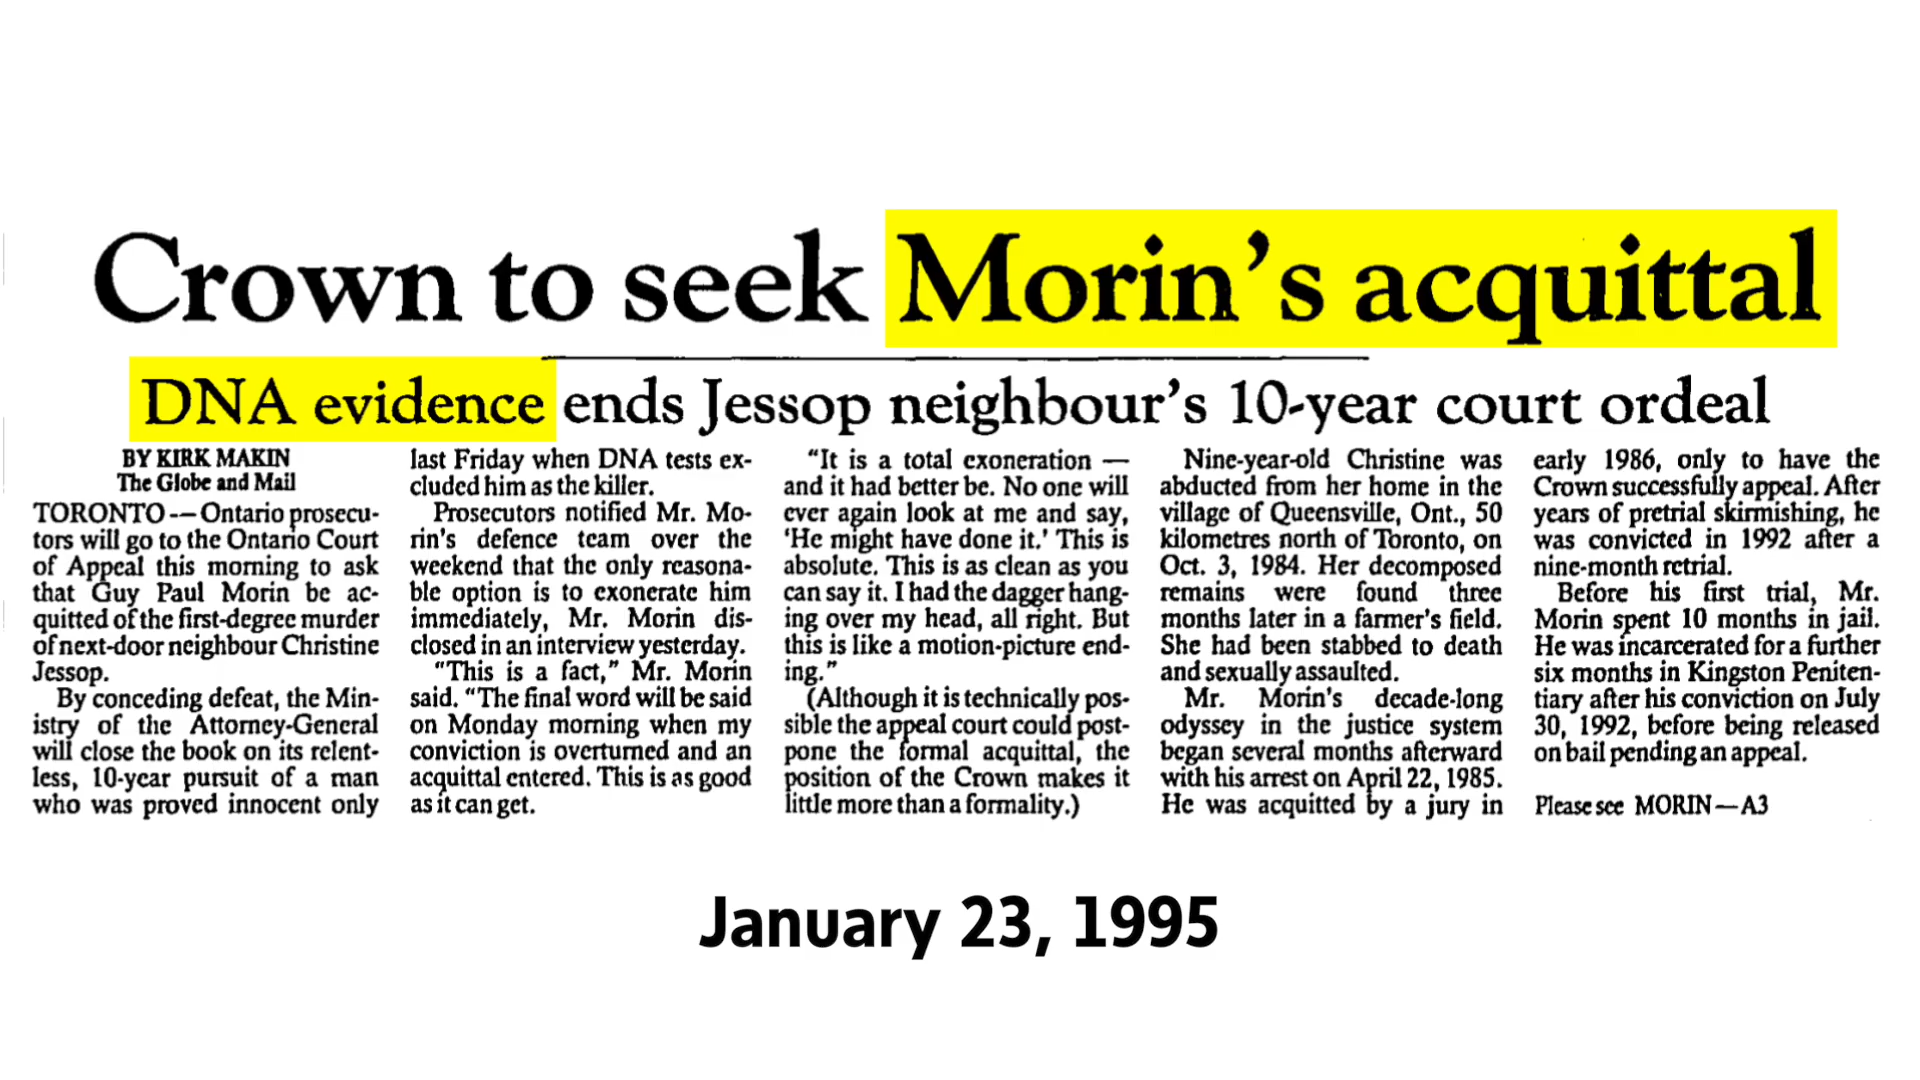 Crown to seek Morin's acquittal
DNA evidence ends Jessop neighbour's 10-year court ordeal
BY KIRK MAKIN
The Globe and Mail
TORONTO — Ontario prosecu-
tors will go to the Ontario Court
of Appeal this morning to ask
that Guy Paul Morin be ac-
quitted of the first-degree murder
of next-door neighbour Christine
Jessop.
By conceding defeat, the Min-
istry of the Attorney-General
will close the book on its relent-
less, 10-year pursuit of a man
who was proved innocent only
last Friday when DNA tests ex-
cluded him as the killer.
Prosecutors notified Mr. Mo-
rin's defence team over the
weekend that the only reasona-
ble option is to exonerate him
immediately, Mr. Morin dis-
closed in an interview yesterday.
"This is a fact," Mr. Morin
said. "The final word will be said
on Monday morning when my
conviction is overturned and an
acquittal entered. This is as good
as it can get.
"It is a total exoneration —
and it had better be. No one will
ever again look at me and say,
'He might have done it.' This is
absolute. This is as clean as you
can say it. I had the dagger hang-
ing over my head, all right. But
this is like a motion-picture end-
ing."
(Although it is technically pos-
sible the appeal court could post-
pone the formal acquittal, the
position of the Crown makes it
little more than a formality.)
Nine-year-old Christine was
abducted from her home in the
village of Queensville, Ont., 50
kilometres north of Toronto, on
Oct. 3, 1984. Her decomposed
remains were found three
months later in a farmer's field.
She had been stabbed to death
and sexually assaulted.
Mr. Morin's decade-long
odyssey in the justice system
began several months afterward
with his arrest on April 22, 1985.
He was acquitted by a jury in
early 1986, only to have the
Crown successfully appeal. After
years of pretrial skirmishing, he
was convicted in 1992 after a
nine-month retrial.
Before his first trial, Mr.
Morin spent 10 months in jail.
He was incarcerated for a further
six months in Kingston Peniten-
tiary after his conviction on July
30, 1992, before being released
on bail pending an appeal.
Please see MORIN — A3
January 23, 1995